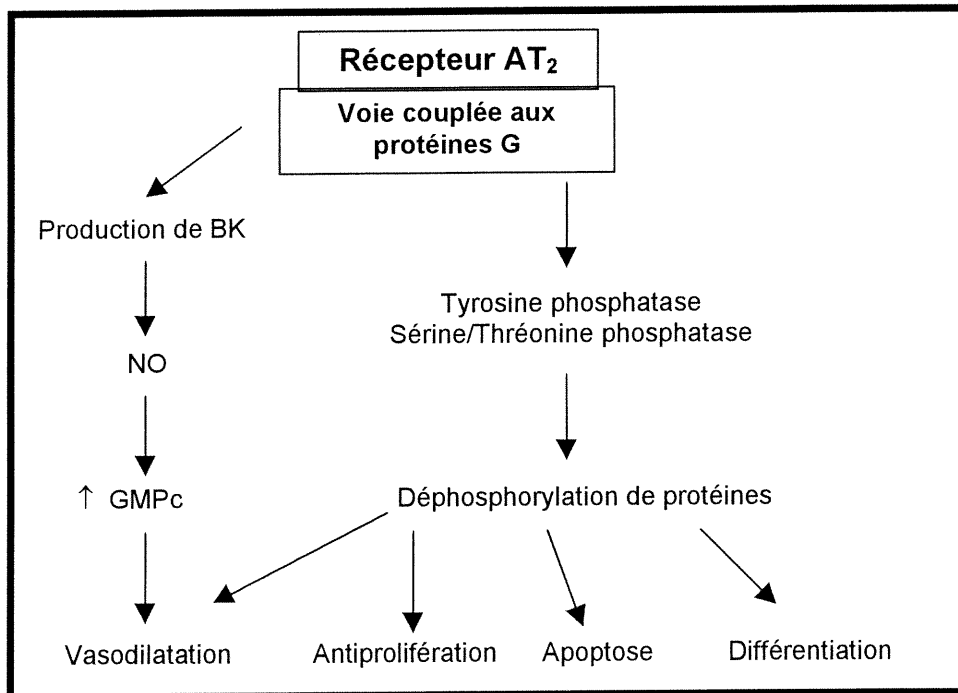 Récepteur AT₂
Voie couplée aux
protéines G
Production de BK
Tyrosine phosphatase
Sérine/Thréonine phosphatase
NO
↑ GMPc
Déphosphorylation de protéines
Vasodilatation
Antiprolifération
Apoptose
Différentiation